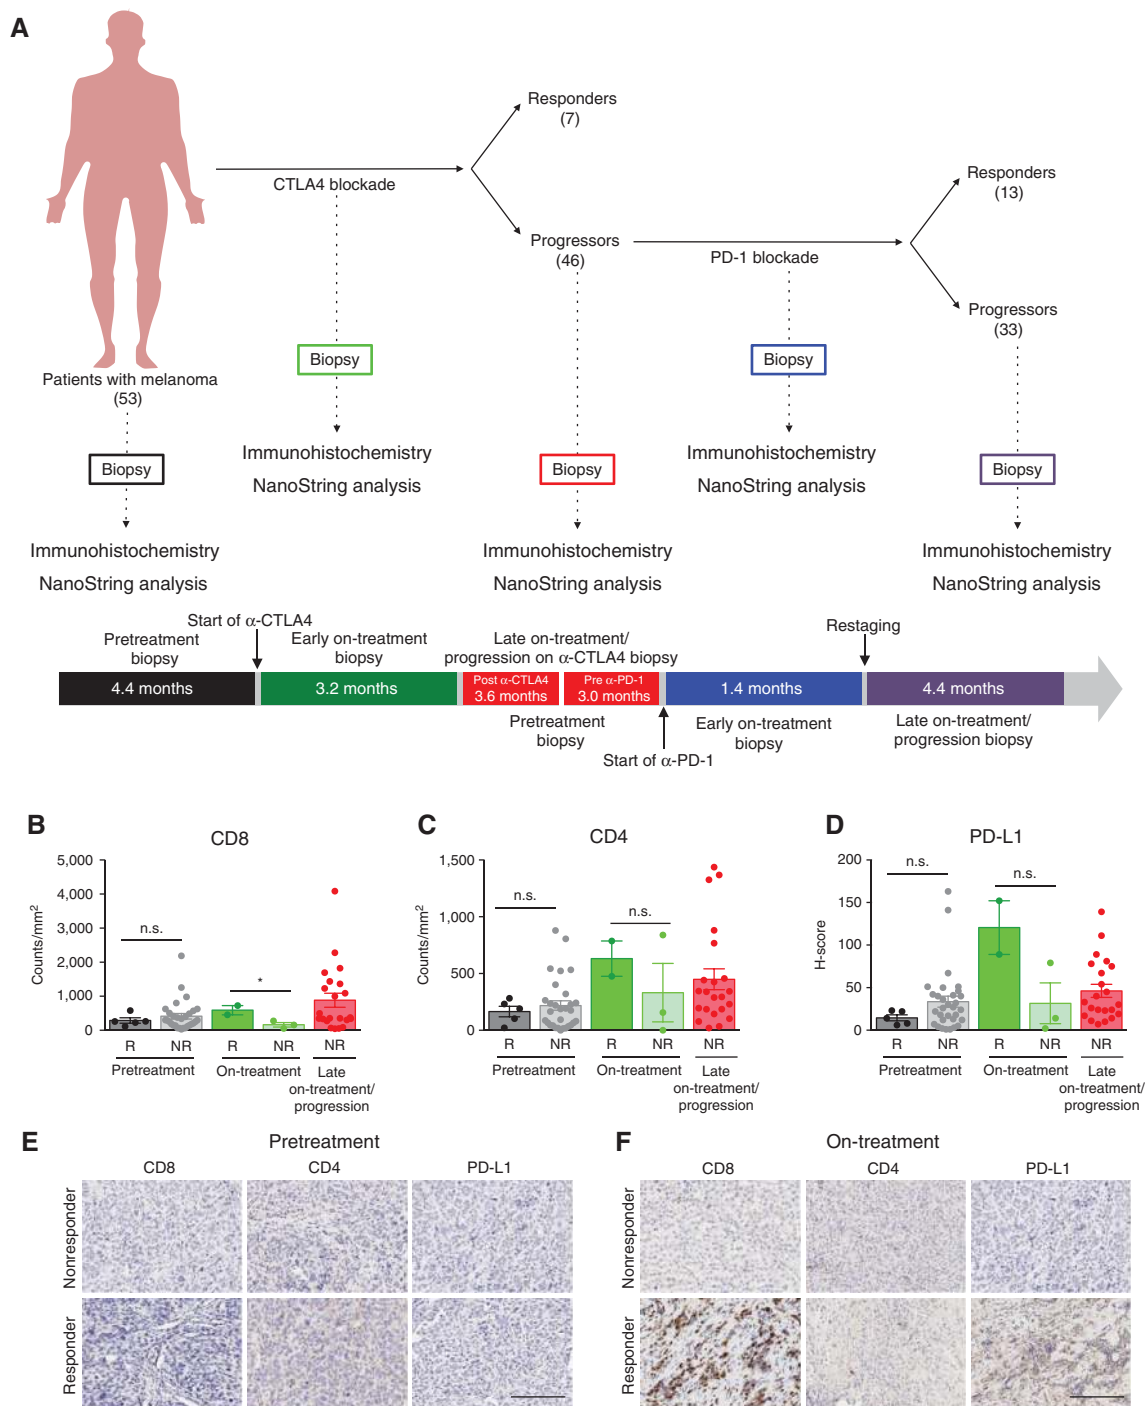 A
Responders
(7)
CTLA4 blockade
Progressors
(46)
PD-1 blockade
Responders
(13)
Progressors
(33)
Patients with melanoma
(53)
Biopsy
Biopsy
Biopsy
Biopsy
Biopsy
Immunohistochemistry
NanoString analysis
Immunohistochemistry
NanoString analysis
Immunohistochemistry
NanoString analysis
Immunohistochemistry
NanoString analysis
Immunohistochemistry
NanoString analysis
Start of α-CTLA4
Restaging
Pretreatment
biopsy
Early on-treatment
biopsy
Late on-treatment/
progression on α-CTLA4 biopsy
4.4 months
3.2 months
Post α-CTLA4
3.6 months
Pre α-PD-1
3.0 months
1.4 months
4.4 months
Pretreatment
biopsy
Early on-treatment
biopsy
Late on-treatment/
progression biopsy
Start of α-PD-1
B
CD8
Counts/mm²
5,000
4,000
3,000
2,000
1,000
0
n.s.
*
R
NR
R
NR
NR
Pretreatment
On-treatment
Late
on-treatment/
progression
C
CD4
Counts/mm²
1,500
1,000
500
0
n.s.
n.s.
R
NR
R
NR
NR
Pretreatment
On-treatment
Late
on-treatment/
progression
D
PD-L1
H-score
200
150
100
50
0
n.s.
n.s.
R
NR
R
NR
NR
Pretreatment
On-treatment
Late
on-treatment/
progression
E
Pretreatment
CD8
CD4
PD-L1
Nonresponder
Responder
F
On-treatment
CD8
CD4
PD-L1
Nonresponder
Responder